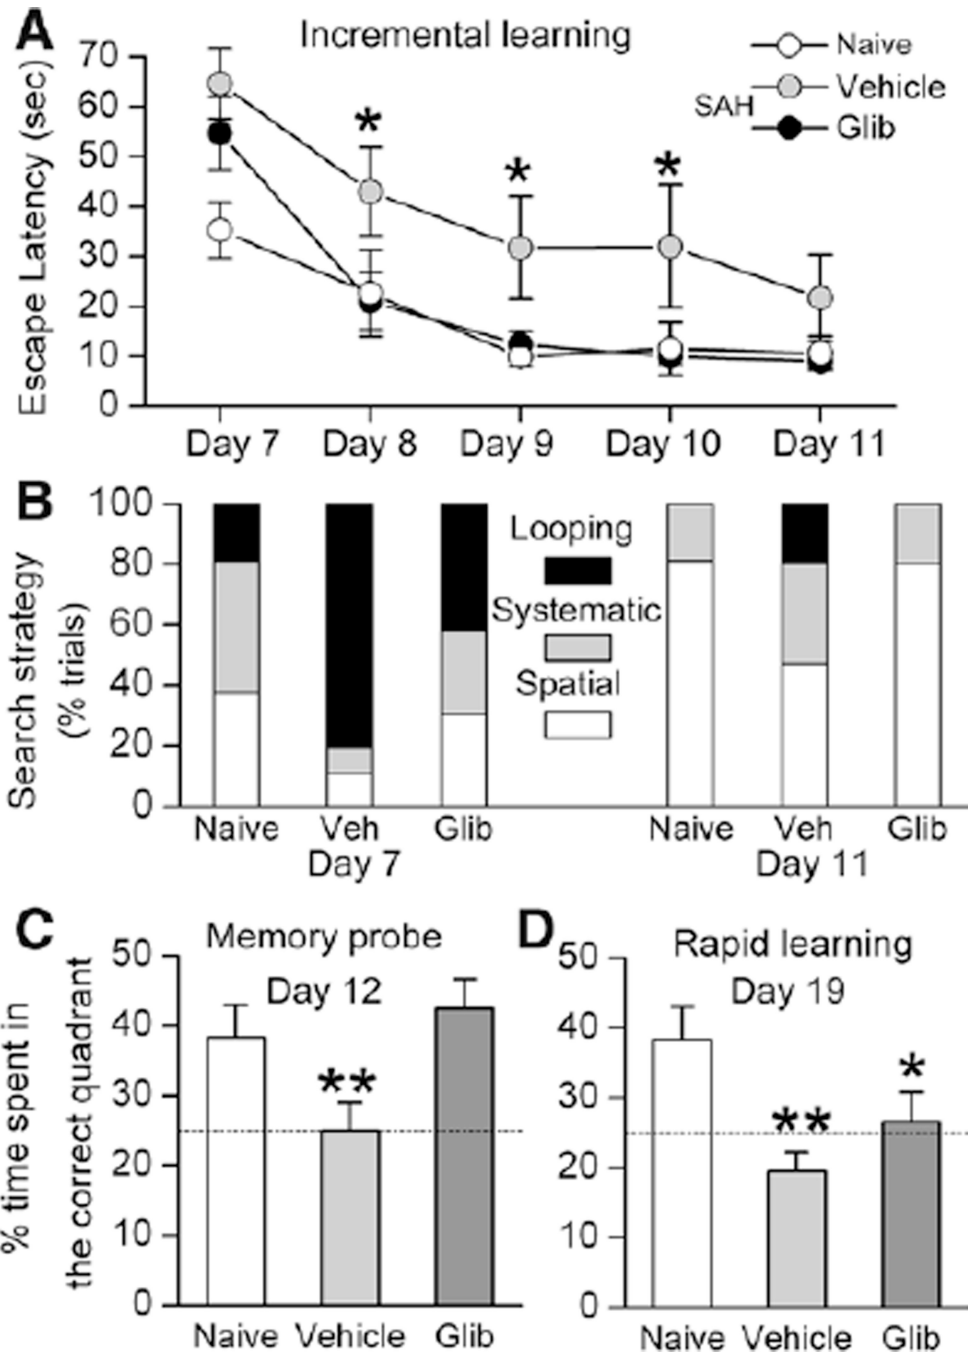 A
Incremental learning
Naive
Vehicle
SAH
Glib
Escape Latency (sec)
70
60
50
40
30
20
10
0
*
*
*
Day 7 Day 8 Day 9 Day 10 Day 11
B
Search strategy
(% trials)
100
80
60
40
20
0
Looping
Systematic
Spatial
Naive Veh Glib
Day 7
Naive Veh Glib
Day 11
C
Memory probe
Day 12
% time spent in
the correct quadrant
50
40
30
20
10
0
**
Naive Vehicle Glib
D
Rapid learning
Day 19
50
40
30
20
10
0
**
*
Naive Vehicle Glib